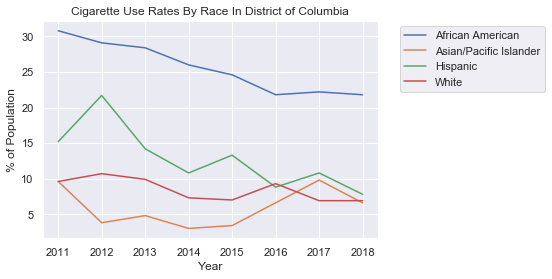 Cigarette Use Rates By Race In District of Columbia
African American
Asian/Pacific Islander
Hispanic
White
% of Population
30
25
20
15
10
5
2011 2012 2013 2014 2015 2016 2017 2018
Year